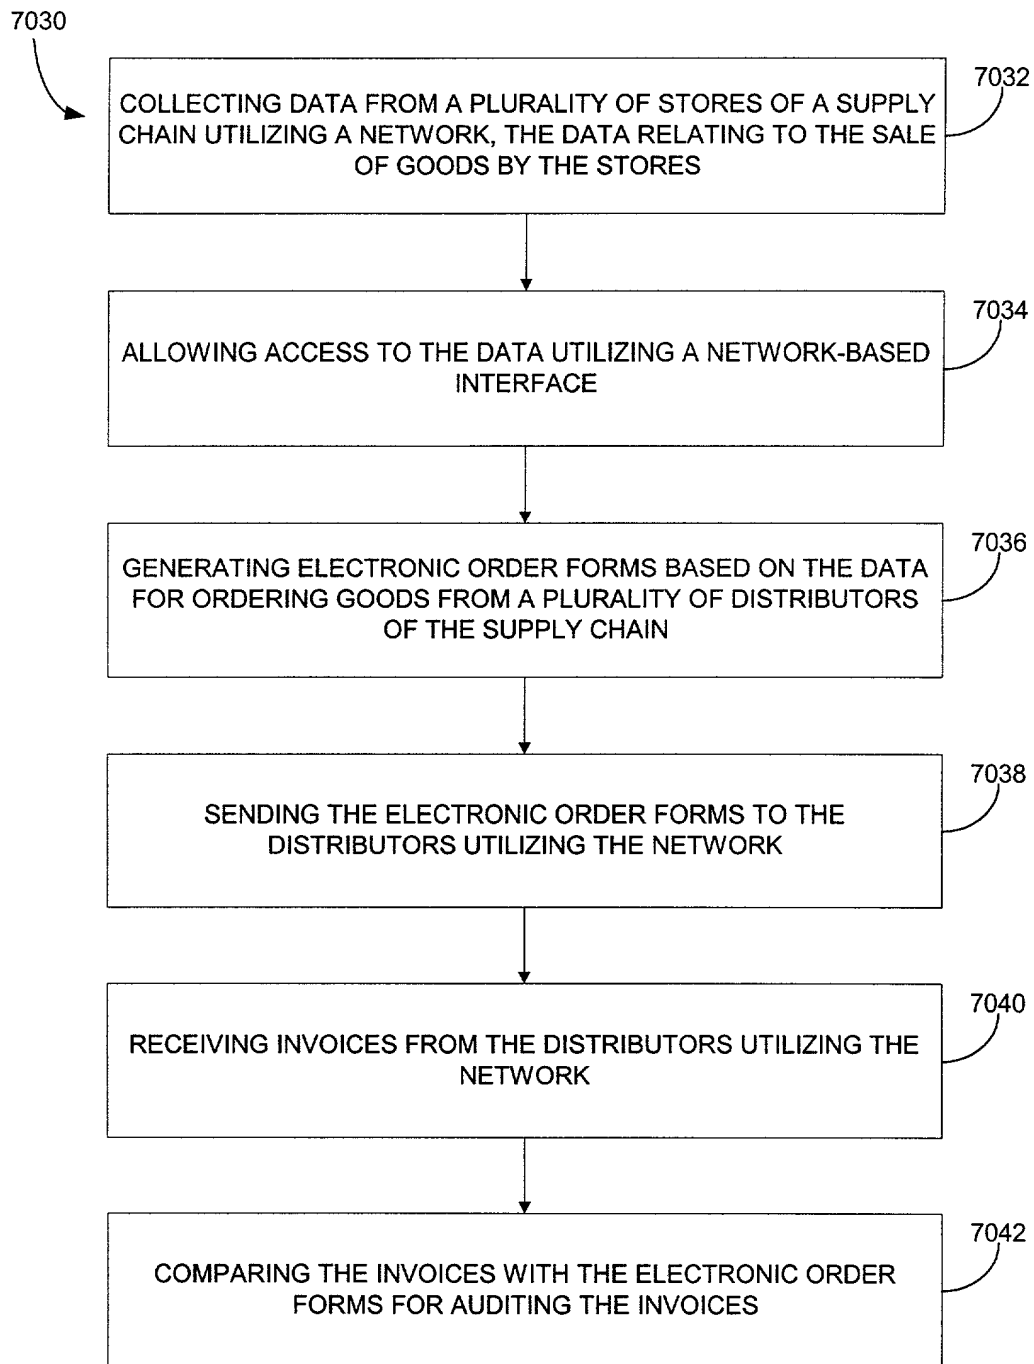 7030
7032
COLLECTING DATA FROM A PLURALITY OF STORES OF A SUPPLY
CHAIN UTILIZING A NETWORK, THE DATA RELATING TO THE SALE
OF GOODS BY THE STORES
7034
ALLOWING ACCESS TO THE DATA UTILIZING A NETWORK-BASED
INTERFACE
7036
GENERATING ELECTRONIC ORDER FORMS BASED ON THE DATA
FOR ORDERING GOODS FROM A PLURALITY OF DISTRIBUTORS
OF THE SUPPLY CHAIN
7038
SENDING THE ELECTRONIC ORDER FORMS TO THE
DISTRIBUTORS UTILIZING THE NETWORK
7040
RECEIVING INVOICES FROM THE DISTRIBUTORS UTILIZING THE
NETWORK
7042
COMPARING THE INVOICES WITH THE ELECTRONIC ORDER
FORMS FOR AUDITING THE INVOICES